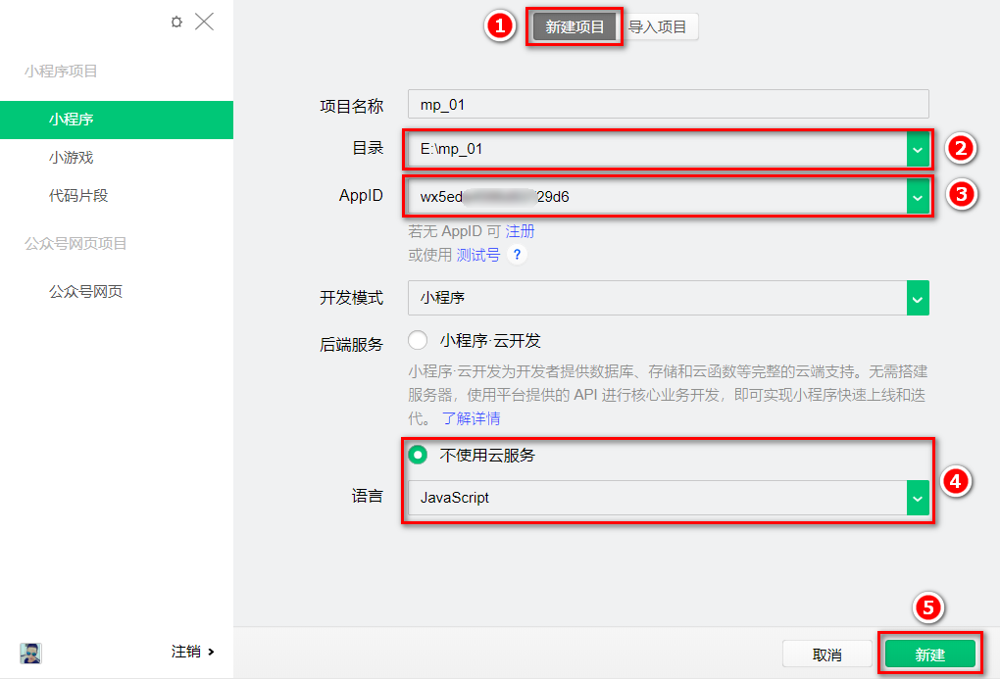 小程序项目
小程序
小游戏
代码片段
公众号网页项目
公众号网页
注销
1
新建项目
导入项目
项目名称
mp_01
目录
E:\mp_01
2
AppID
wx5ed
29d6
3
若无 AppID 可 注册
或使用 测试号 ?
开发模式
小程序
后端服务
小程序·云开发
小程序·云开发为开发者提供数据库、存储和云函数等完整的云端支持。无需搭建
服务器，使用平台提供的 API 进行核心业务开发，即可实现小程序快速上线和迭
代。 了解详情
不使用云服务
语言
JavaScript
4
5
取消
新建